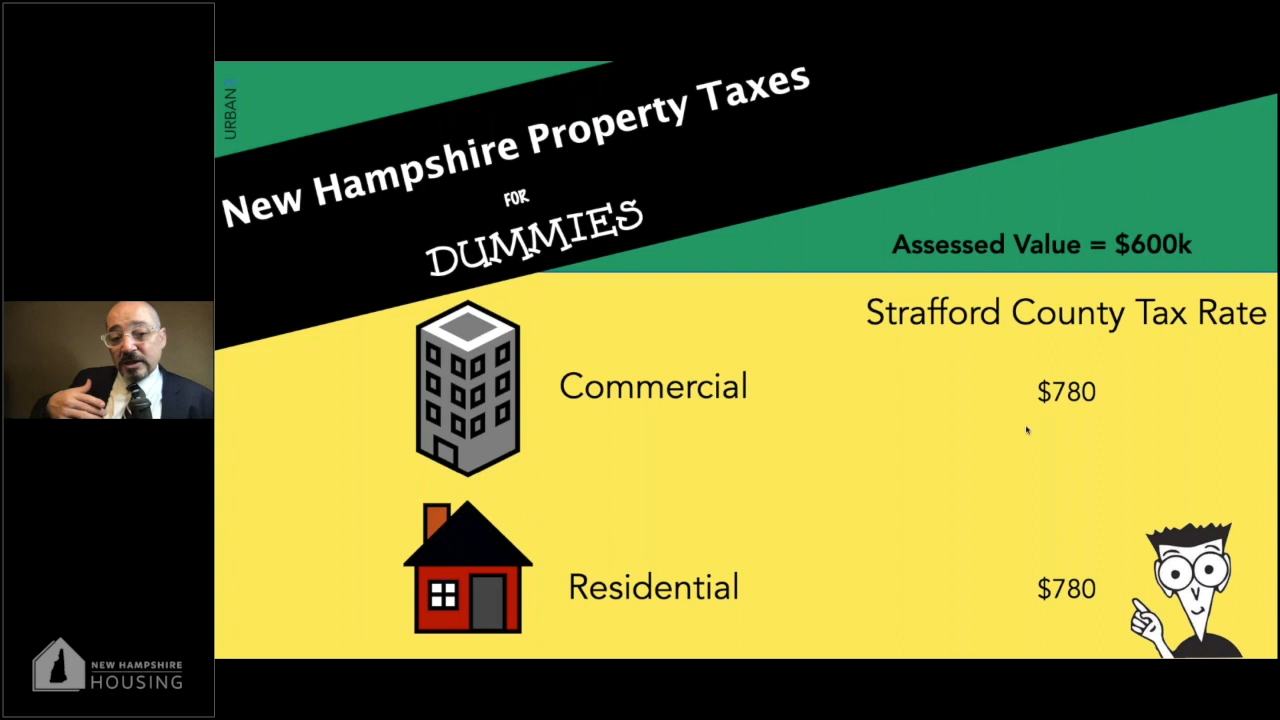 URBAN3
New Hampshire Property Taxes
FOR
DUMMIES
Assessed Value = $600k
Strafford County Tax Rate
Commercial
$780
Residential
$780
NEW HAMPSHIRE
HOUSING